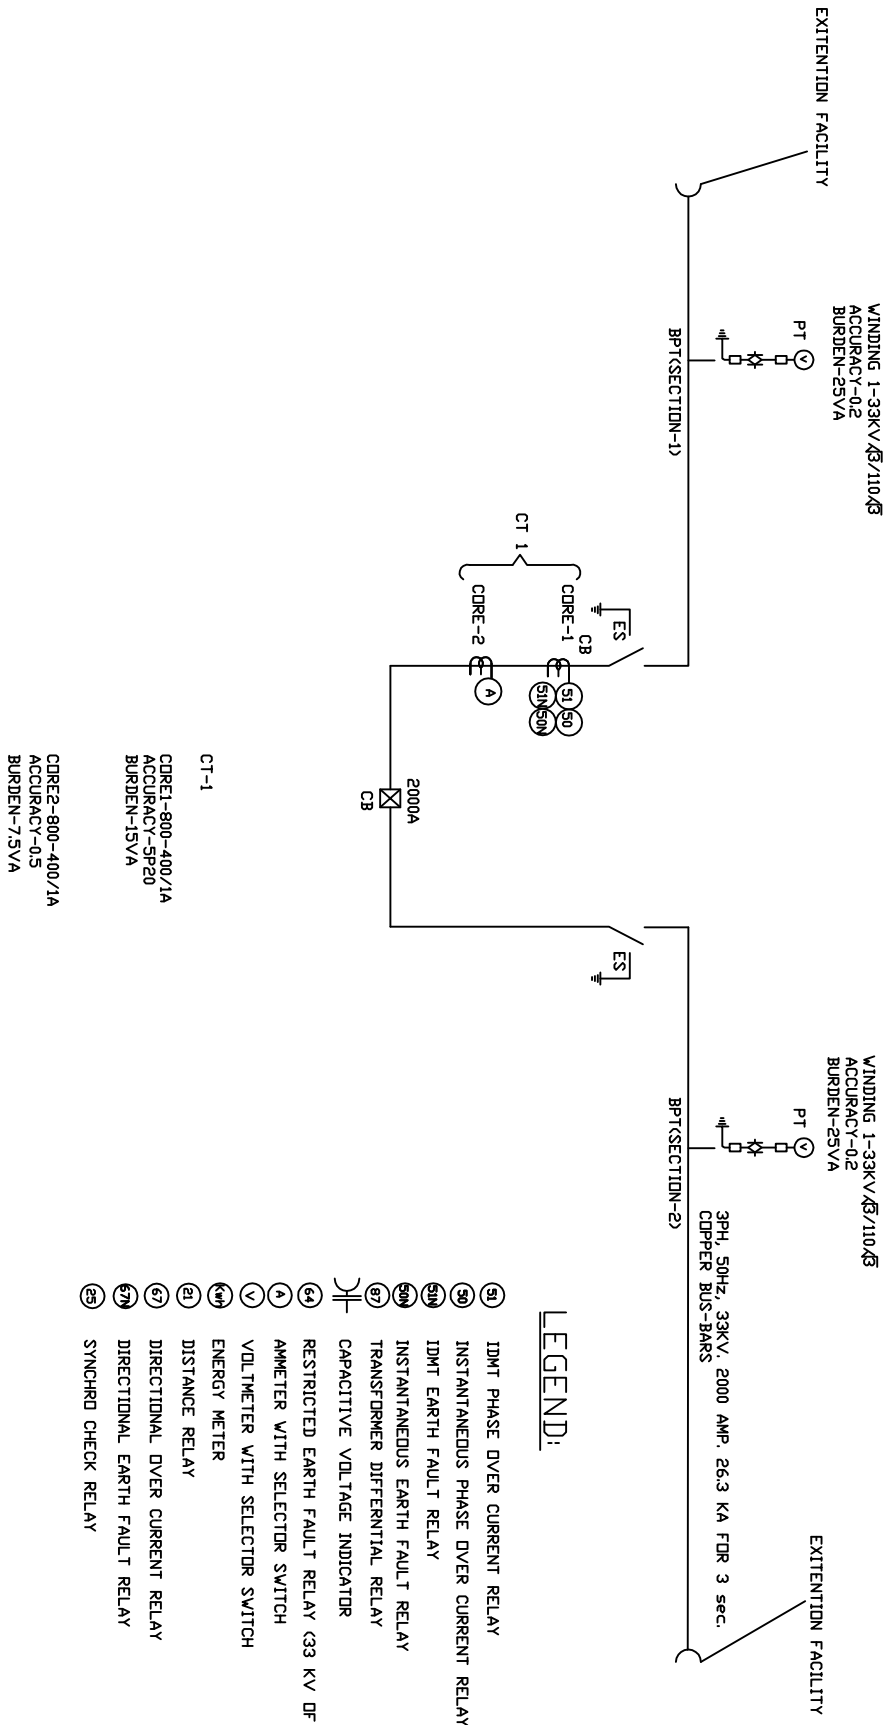 EXITENTION FACILITY
WINDING 1-33KV/√3/110/√3
ACCURACY-0.2
BURDEN-25VA
PT
V
BPT(SECTION-1)
WINDING 1-33KV/√3/110/√3
ACCURACY-0.2
BURDEN-25VA
PT
V
BPT(SECTION-2)
3PH, 50Hz, 33KV. 2000 AMP. 26.3 KA FOR 3 sec.
COPPER BUS-BARS
EXITENTION FACILITY
ES
CB
CT 1
CORE-1
51 50
51N 50N
CORE-2
A
ES
2000A
CB
CT-1
CORE1-800-400/1A
ACCURACY-5P20
BURDEN-15VA
CORE2-800-400/1A
ACCURACY-0.5
BURDEN-7.5VA
LEGEND:
51 IDMT PHASE OVER CURRENT RELAY
50 INSTANTANEOUS PHASE OVER CURRENT RELAY
51N IDMT EARTH FAULT RELAY
50N INSTANTANEOUS EARTH FAULT RELAY
87 TRANSFORMER DIFFERNTIAL RELAY
CAPACITIVE VOLTAGE INDICATOR
64 RESTRICTED EARTH FAULT RELAY (33 KV OF
A AMMETER WITH SELECTOR SWITCH
V VOLTMETER WITH SELECTOR SWITCH
KWH ENERGY METER
21 DISTANCE RELAY
67 DIRECTIONAL OVER CURRENT RELAY
67N DIRECTIONAL EARTH FAULT RELAY
25 SYNCHRO CHECK RELAY